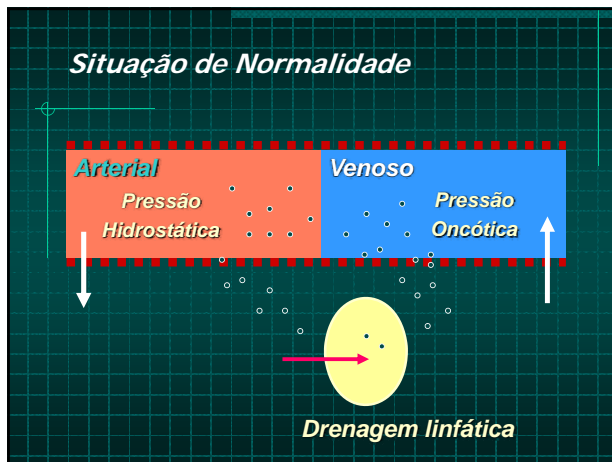 Situação de Normalidade
Arterial
Pressão
Hidrostática
Venoso
Pressão
Oncótica
Drenagem linfática